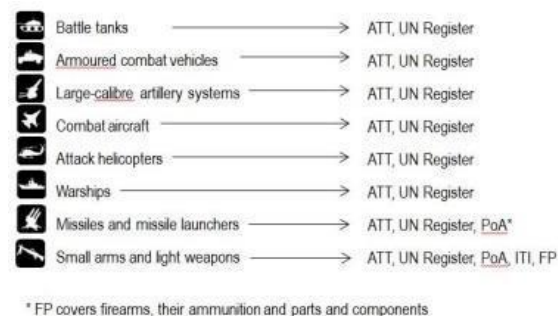 Battle tanks ATT, UN Register
Armoured combat vehicles ATT, UN Register
Large-calibre artillery systems ATT, UN Register
Combat aircraft ATT, UN Register
Attack helicopters ATT, UN Register
Warships ATT, UN Register
Missiles and missile launchers ATT, UN Register, PoA*
Small arms and light weapons ATT, UN Register, PoA, ITI, FP
* FP covers firearms, their ammunition and parts and components